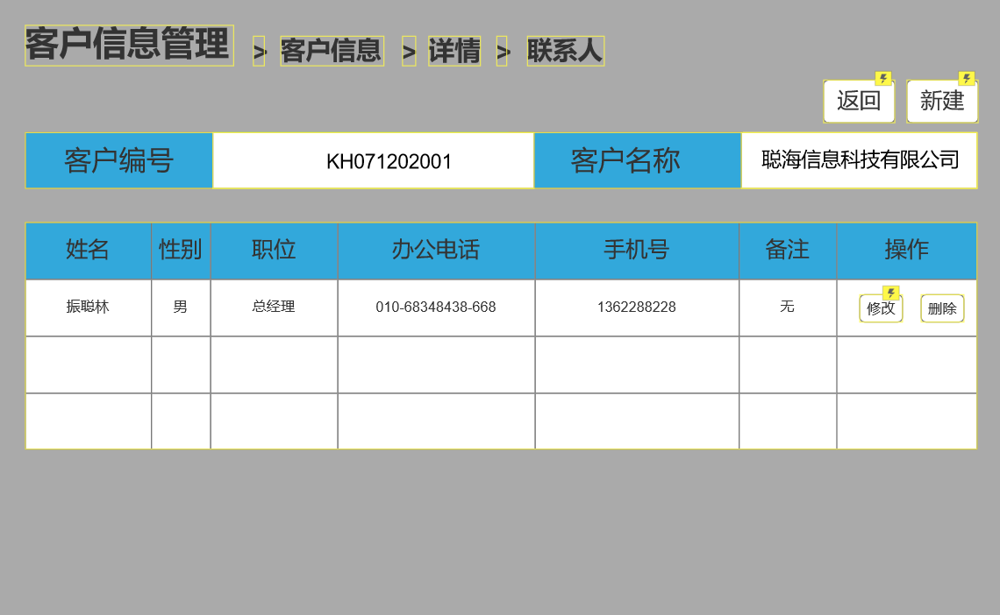 客户信息管理 > 客户信息 > 详情 > 联系人
返回 新建
客户编号 KH071202001 客户名称 聪海信息科技有限公司
姓名 性别 职位 办公电话 手机号 备注 操作
振聪林 男 总经理 010-68348438-668 1362288228 无 修改 删除